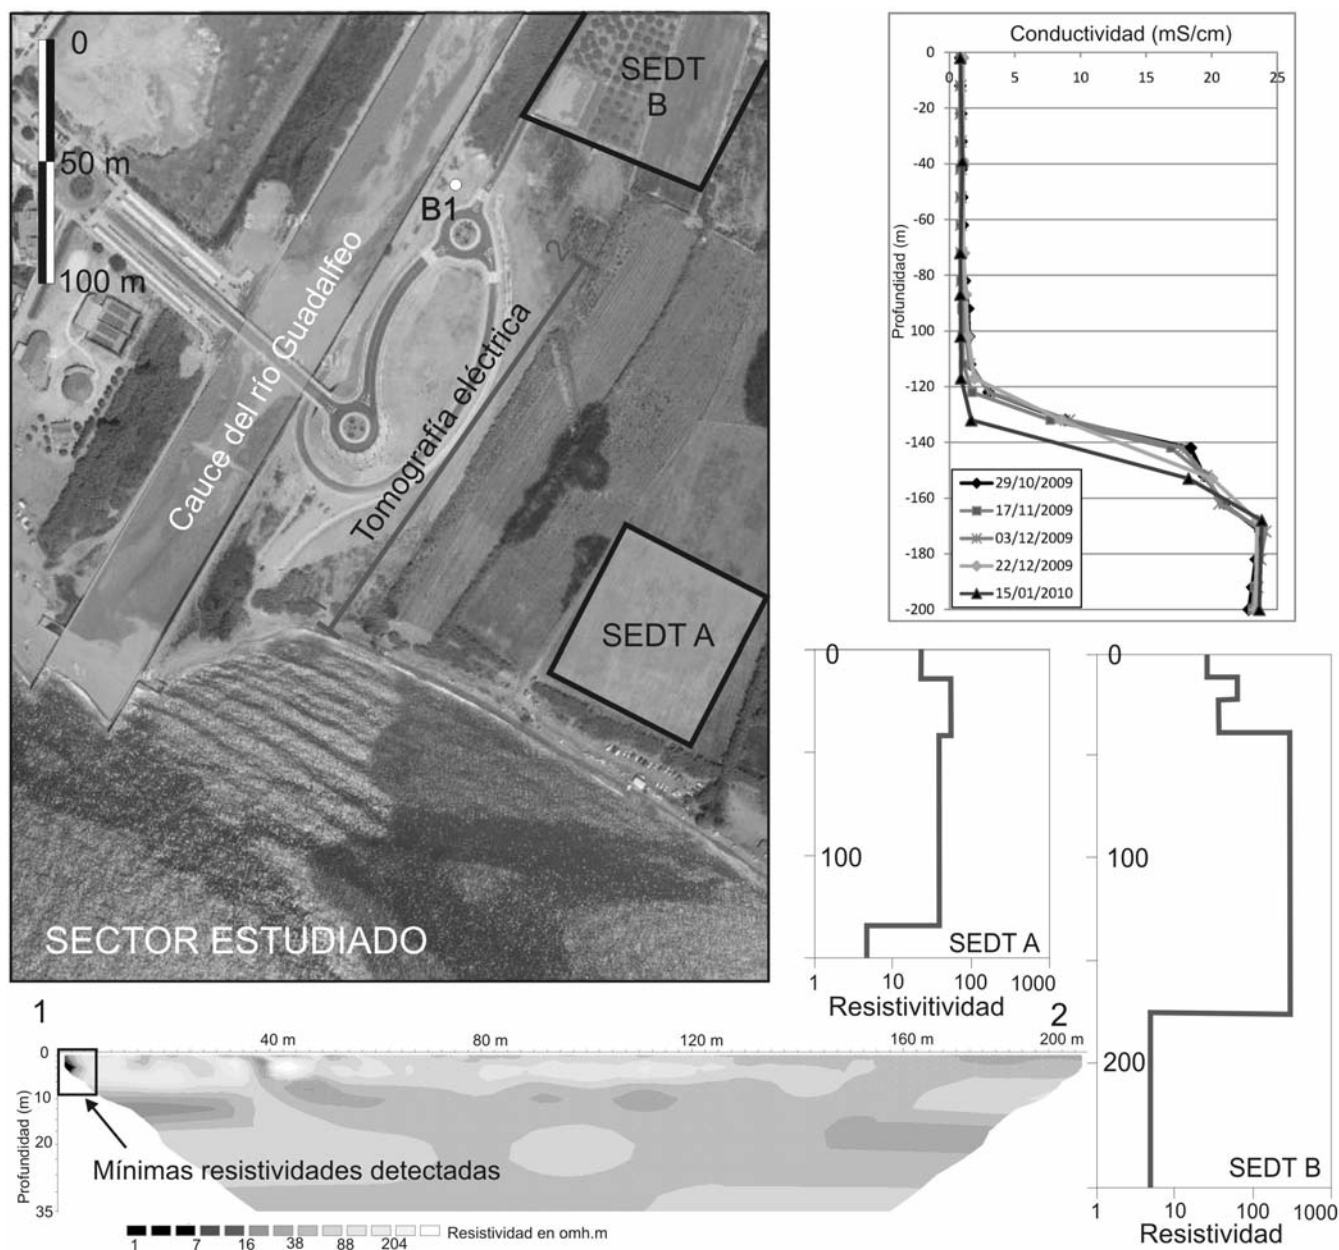 0
50 m
100 m
SEDT
B
B1
2
Cauce del río Guadalfeo
Tomografía eléctrica
1
SEDT A
SECTOR ESTUDIADO
Conductividad (mS/cm)
0 5 10 15 20 25
Profundidad (m)
0
-20
-40
-60
-80
-100
-120
-140
-160
-180
-200
29/10/2009
17/11/2009
03/12/2009
22/12/2009
15/01/2010
0
100
SEDT A
1 10 100 1000
Resistivitividad
0
100
200
SEDT B
1 10 100 1000
Resistividad
1 2
40 m 80 m 120 m 160 m 200 m
Profundidad (m)
0
10
20
35
Mínimas resistividades detectadas
1 7 16 38 88 204 Resistividad en omh.m